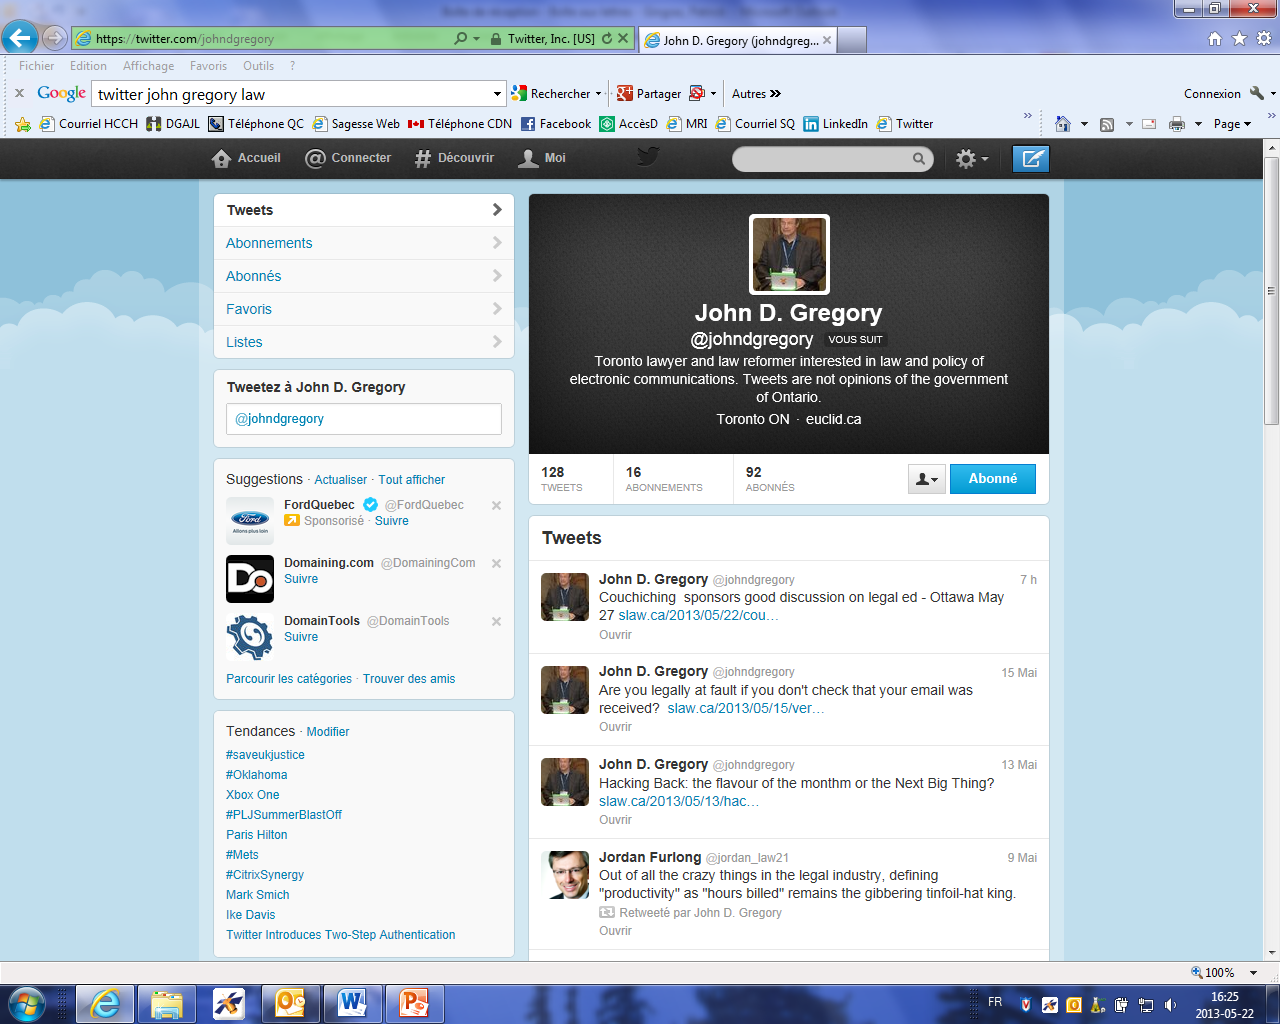 https://twitter.com/johndgregory
Twitter, Inc. [US]
John D. Gregory (johndgreg...
Fichier Edition Affichage Favoris Outils ?
x Google twitter john gregory law Rechercher Partager Autres Connexion
Courriel HCCH DGAJL Téléphone QC Sagesse Web Téléphone CDN Facebook AccèsD MRI Courriel SQ LinkedIn Twitter Page
Accueil Connecter Découvrir Moi
Tweets
Abonnements
Abonnés
Favoris
Listes
Tweetez à John D. Gregory
@johndgregory
Suggestions · Actualiser · Tout afficher
FordQuebec @FordQuebec
Ford
Allons plus loin
Sponsorisé · Suivre
Do
Domaining.com @DomainingCom
Suivre
DomainTools @DomainTools
Suivre
Parcourir les catégories · Trouver des amis
Tendances · Modifier
#saveukjustice
#Oklahoma
Xbox One
#PLJSummerBlastOff
Paris Hilton
#Mets
#CitrixSynergy
Mark Smich
Ike Davis
Twitter Introduces Two-Step Authentication
John D. Gregory
@johndgregory VOUS SUIT
Toronto lawyer and law reformer interested in law and policy of
electronic communications. Tweets are not opinions of the government
of Ontario.
Toronto ON · euclid.ca
128 16 92
TWEETS ABONNEMENTS ABONNÉS
Abonné
Tweets
John D. Gregory @johndgregory 7 h
Couchiching sponsors good discussion on legal ed - Ottawa May
27 slaw.ca/2013/05/22/cou...
Ouvrir
John D. Gregory @johndgregory 15 Mai
Are you legally at fault if you don't check that your email was
received? slaw.ca/2013/05/15/ver...
Ouvrir
John D. Gregory @johndgregory 13 Mai
Hacking Back: the flavour of the monthm or the Next Big Thing?
slaw.ca/2013/05/13/hac...
Ouvrir
Jordan Furlong @jordan_law21 9 Mai
Out of all the crazy things in the legal industry, defining
"productivity" as "hours billed" remains the gibbering tinfoil-hat king.
Retweeté par John D. Gregory
Ouvrir
100%
FR
16:25
2013-05-22